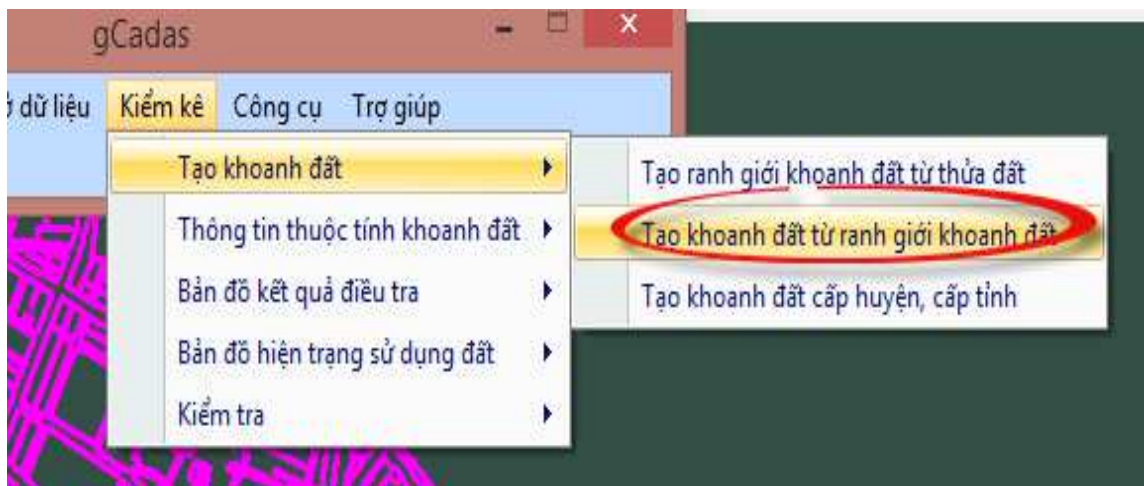 gCadas
dữ liệu Kiểm kê Công cụ Trợ giúp
Tạo khoanh đất
Tạo ranh giới khoanh đất từ thửa đất
Thông tin thuộc tính khoanh đất
Tạo khoanh đất từ ranh giới khoanh đất
Bản đồ kết quả điều tra
Tạo khoanh đất cấp huyện, cấp tỉnh
Bản đồ hiện trạng sử dụng đất
Kiểm tra